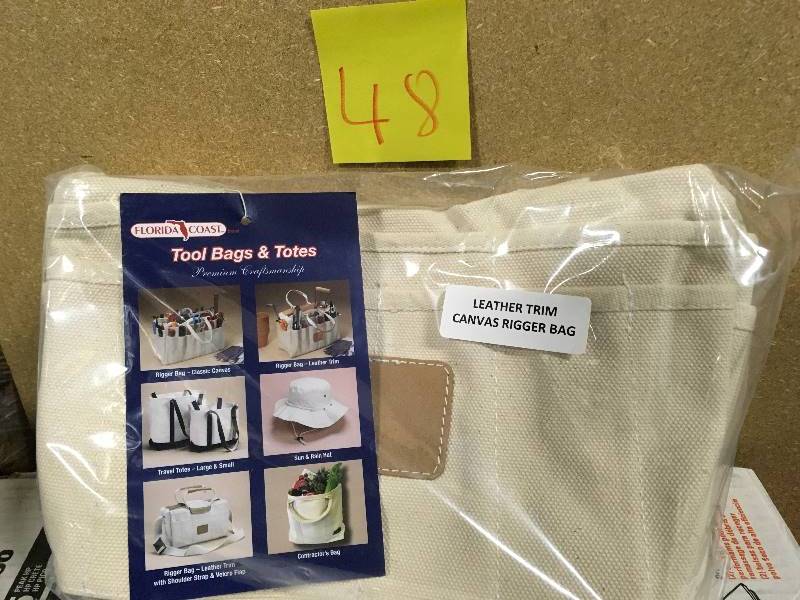 48
FLORIDA COAST
Tool Bags & Totes
Premium Craftsmanship
Rigger Bag – Classic Canvas
Rigger Bag – Leather Trim
Travel Totes – Large & Small
Sun & Rain Hat
Rigger Bag – Leather Trim
with Shoulder Strap & Velcro Flap
Contractor's Bag
LEATHER TRIM
CANVAS RIGGER BAG
PEAK HP